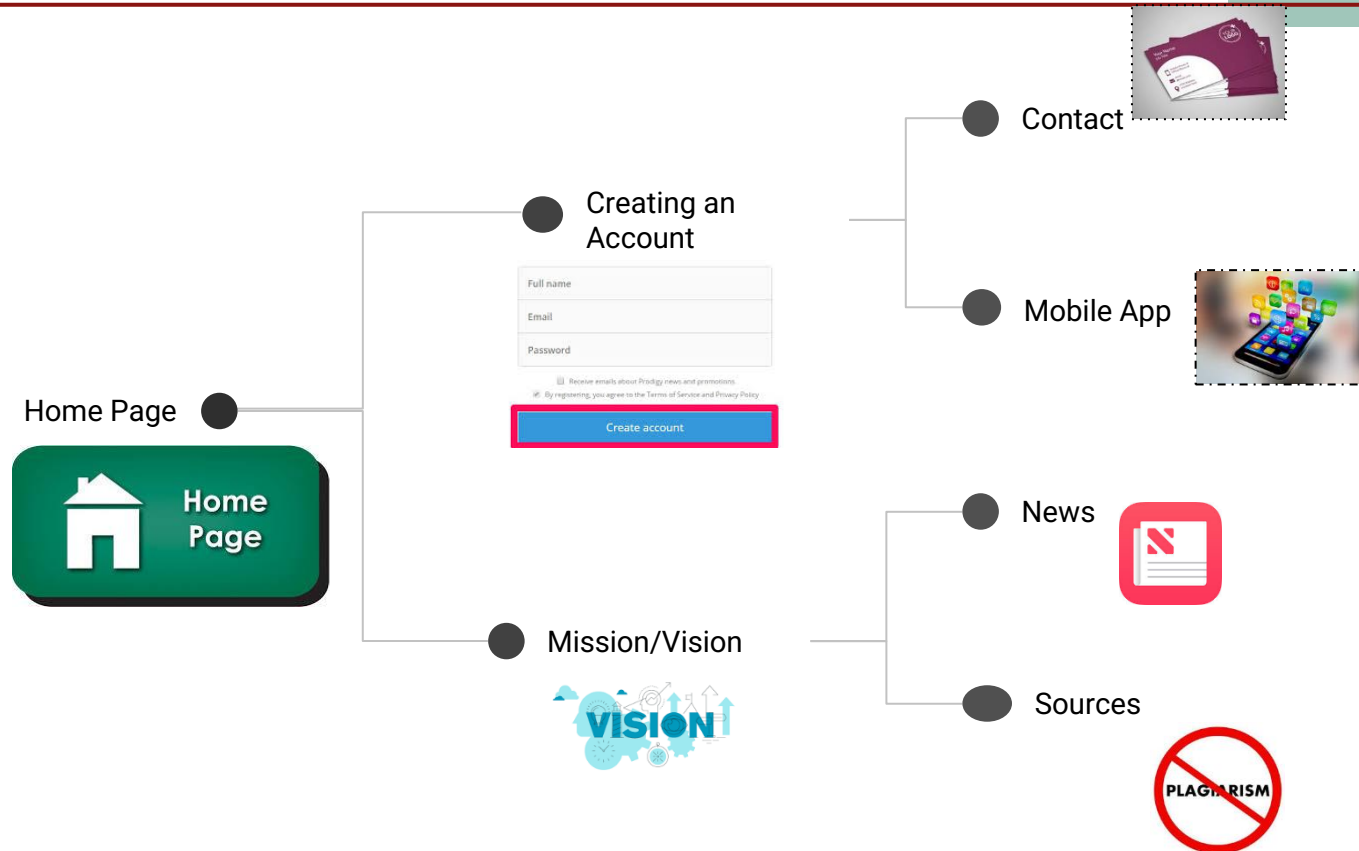 Contact
Creating an
Account
Full name
Email
Password
Receive emails about Prodigy news and promotions
By registering, you agree to the Terms of Service and Privacy Policy
Create account
Mobile App
Home Page
Home
Page
News
Mission/Vision
VISION
Sources
PLAGIARISM